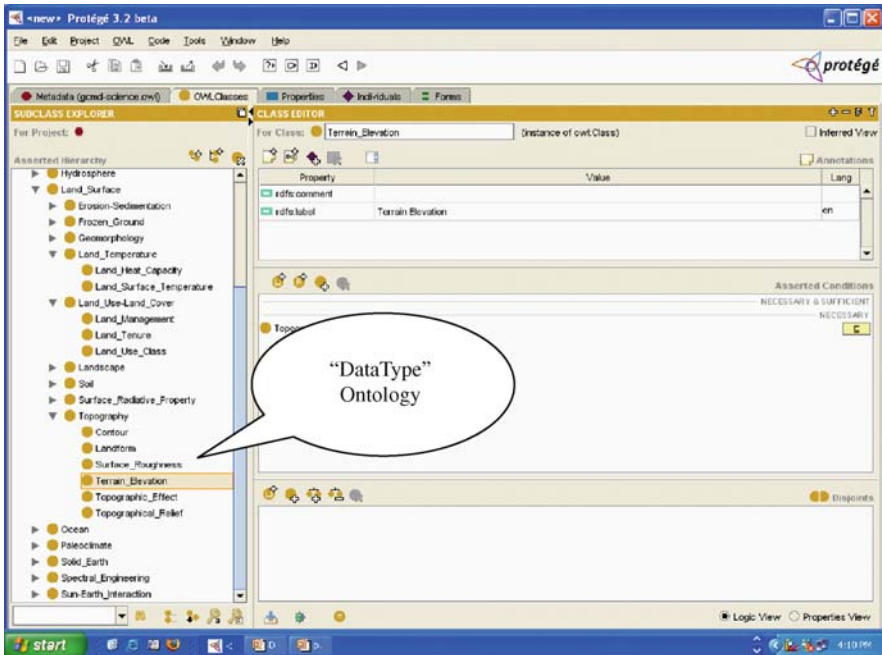 <new> Protégé 3.2 beta
File Edit Project OWL Code Tools Window Help
protégé
Metadata (gcmd-science.owl) OWLClasses Properties Individuals Forms
SUBCLASS EXPLORER
CLASS EDITOR
For Project:
For Class: Terrain_Elevation (instance of owl:Class) Inferred View
Asserted Hierarchy
Annotations
Property Value Lang
rdfs:comment
rdfs:label Terrain Elevation en
Hydrosphere
Land_Surface
Erosion-Sedimentation
Frozen_Ground
Geomorphology
Land_Temperature
Land_Heat_Capacity
Land_Surface_Temperature
Land_Use-Land_Cover
Land_Management
Land_Tenure
Land_Use_Class
Landscape
Soil
Surface_Radiative_Property
Topography
Contour
Landform
Surface_Roughness
Terrain_Elevation
Topographic_Effect
Topographical_Relief
Ocean
Paleoclimate
Solid_Earth
Spectral_Engineering
Sun-Earth_Interaction
Asserted Conditions
NECESSARY & SUFFICIENT
NECESSARY
“DataType”
Ontology
Disjoints
Logic View Properties View
start
4:10 PM